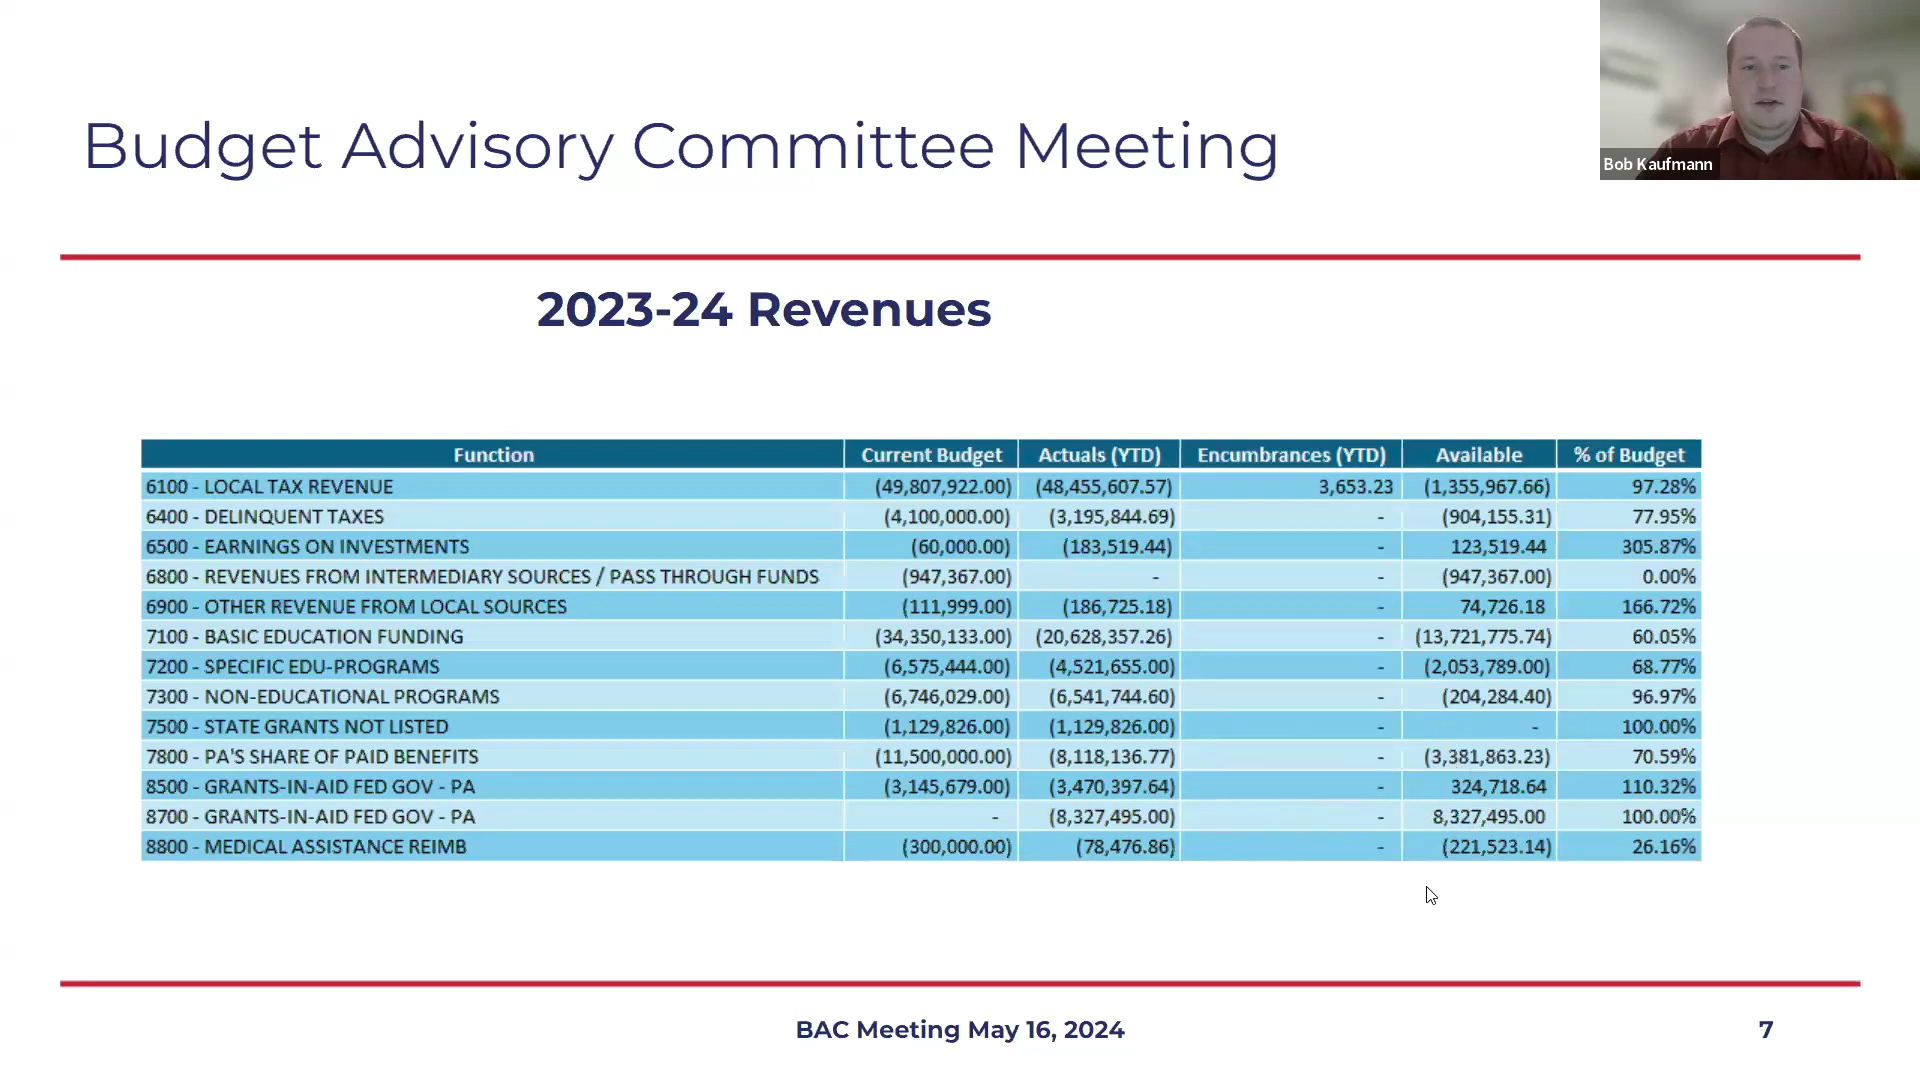 Budget Advisory Committee Meeting
Bob Kaufmann
2023-24 Revenues
Function Current Budget Actuals (YTD) Encumbrances (YTD) Available % of Budget
6100 - LOCAL TAX REVENUE (49,807,922.00) (48,455,607.57) 3,653.23 (1,355,967.66) 97.28%
6400 - DELINQUENT TAXES (4,100,000.00) (3,195,844.69) - (904,155.31) 77.95%
6500 - EARNINGS ON INVESTMENTS (60,000.00) (183,519.44) - 123,519.44 305.87%
6800 - REVENUES FROM INTERMEDIARY SOURCES / PASS THROUGH FUNDS (947,367.00) - - (947,367.00) 0.00%
6900 - OTHER REVENUE FROM LOCAL SOURCES (111,999.00) (186,725.18) - 74,726.18 166.72%
7100 - BASIC EDUCATION FUNDING (34,350,133.00) (20,628,357.26) - (13,721,775.74) 60.05%
7200 - SPECIFIC EDU-PROGRAMS (6,575,444.00) (4,521,655.00) - (2,053,789.00) 68.77%
7300 - NON-EDUCATIONAL PROGRAMS (6,746,029.00) (6,541,744.60) - (204,284.40) 96.97%
7500 - STATE GRANTS NOT LISTED (1,129,826.00) (1,129,826.00) - - 100.00%
7800 - PA'S SHARE OF PAID BENEFITS (11,500,000.00) (8,118,136.77) - (3,381,863.23) 70.59%
8500 - GRANTS-IN-AID FED GOV - PA (3,145,679.00) (3,470,397.64) - 324,718.64 110.32%
8700 - GRANTS-IN-AID FED GOV - PA - (8,327,495.00) - 8,327,495.00 100.00%
8800 - MEDICAL ASSISTANCE REIMB (300,000.00) (78,476.86) - (221,523.14) 26.16%
BAC Meeting May 16, 2024
7